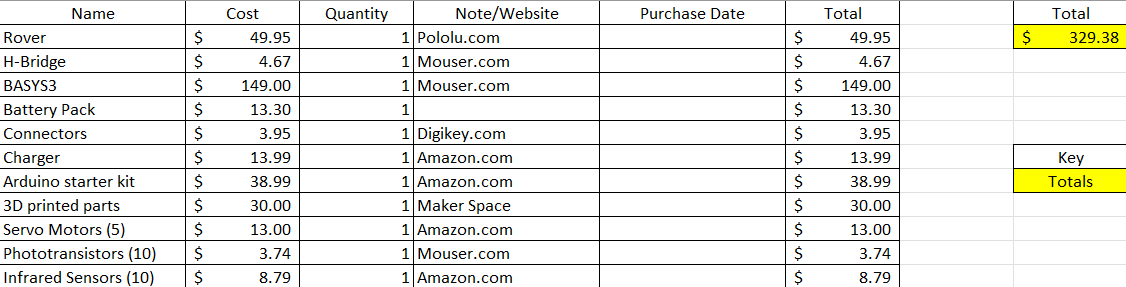 Name Cost Quantity Note/Website Purchase Date Total Total
Rover $ 49.95 1 Pololu.com $ 49.95 $ 329.38
H-Bridge $ 4.67 1 Mouser.com $ 4.67
BASYS3 $ 149.00 1 Mouser.com $ 149.00
Battery Pack $ 13.30 1 $ 13.30
Connectors $ 3.95 1 Digikey.com $ 3.95
Charger $ 13.99 1 Amazon.com $ 13.99 Key
Arduino starter kit $ 38.99 1 Amazon.com $ 38.99 Totals
3D printed parts $ 30.00 1 Maker Space $ 30.00
Servo Motors (5) $ 13.00 1 Amazon.com $ 13.00
Phototransistors (10) $ 3.74 1 Mouser.com $ 3.74
Infrared Sensors (10) $ 8.79 1 Amazon.com $ 8.79